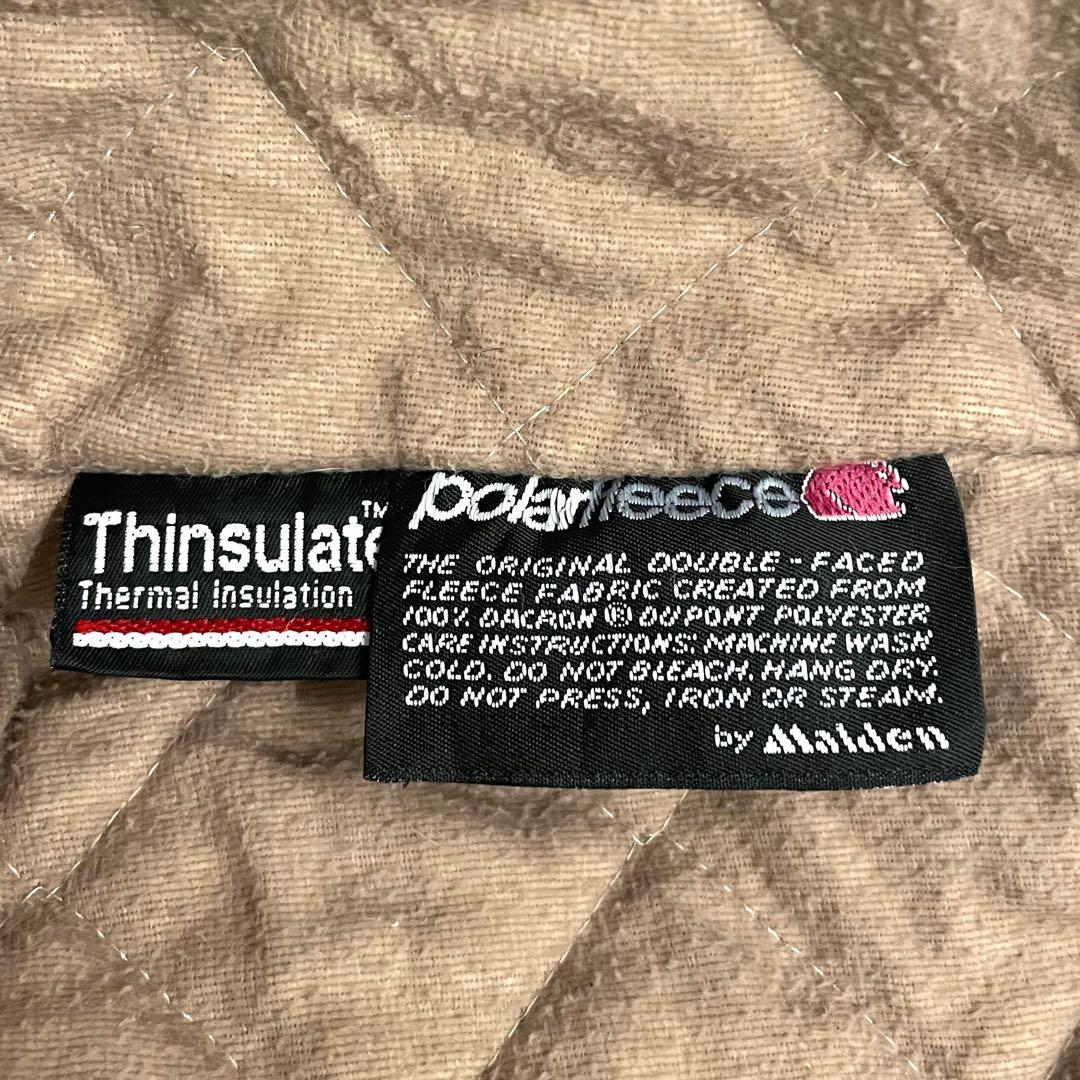 Thinsulate™
Thermal Insulation
polarfleece
THE ORIGINAL DOUBLE-FACED
FLEECE FABRIC CREATED FROM
100% DACRON ® DUPONT POLYESTER
CARE INSTRUCTIONS: MACHINE WASH
COLD. DO NOT BLEACH. HANG DRY.
DO NOT PRESS, IRON OR STEAM.
by Malden